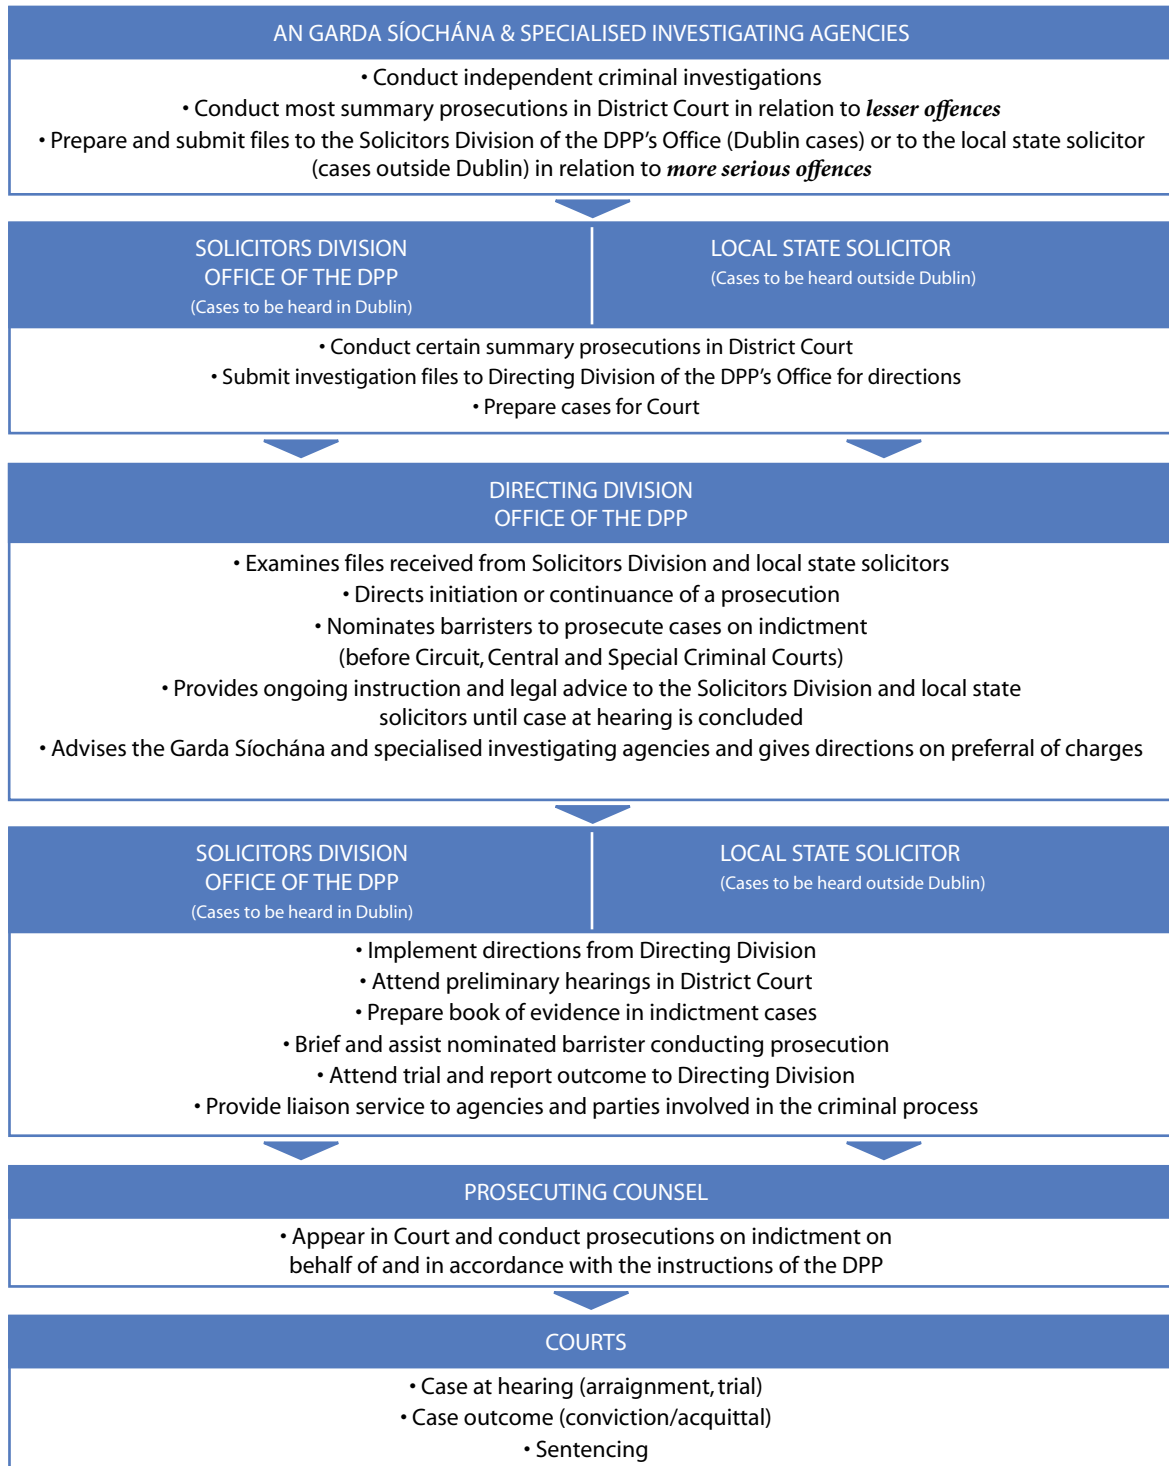 AN GARDA SÍOCHÁNA & SPECIALISED INVESTIGATING AGENCIES
• Conduct independent criminal investigations
• Conduct most summary prosecutions in District Court in relation to lesser offences
• Prepare and submit files to the Solicitors Division of the DPP's Office (Dublin cases) or to the local state solicitor
(cases outside Dublin) in relation to more serious offences
SOLICITORS DIVISION
OFFICE OF THE DPP
(Cases to be heard in Dublin)
LOCAL STATE SOLICITOR
(Cases to be heard outside Dublin)
• Conduct certain summary prosecutions in District Court
• Submit investigation files to Directing Division of the DPP's Office for directions
• Prepare cases for Court
DIRECTING DIVISION
OFFICE OF THE DPP
• Examines files received from Solicitors Division and local state solicitors
• Directs initiation or continuance of a prosecution
• Nominates barristers to prosecute cases on indictment
(before Circuit, Central and Special Criminal Courts)
• Provides ongoing instruction and legal advice to the Solicitors Division and local state
solicitors until case at hearing is concluded
• Advises the Garda Síochána and specialised investigating agencies and gives directions on preferral of charges
SOLICITORS DIVISION
OFFICE OF THE DPP
(Cases to be heard in Dublin)
LOCAL STATE SOLICITOR
(Cases to be heard outside Dublin)
• Implement directions from Directing Division
• Attend preliminary hearings in District Court
• Prepare book of evidence in indictment cases
• Brief and assist nominated barrister conducting prosecution
• Attend trial and report outcome to Directing Division
• Provide liaison service to agencies and parties involved in the criminal process
PROSECUTING COUNSEL
• Appear in Court and conduct prosecutions on indictment on
behalf of and in accordance with the instructions of the DPP
COURTS
• Case at hearing (arraignment, trial)
• Case outcome (conviction/acquittal)
• Sentencing